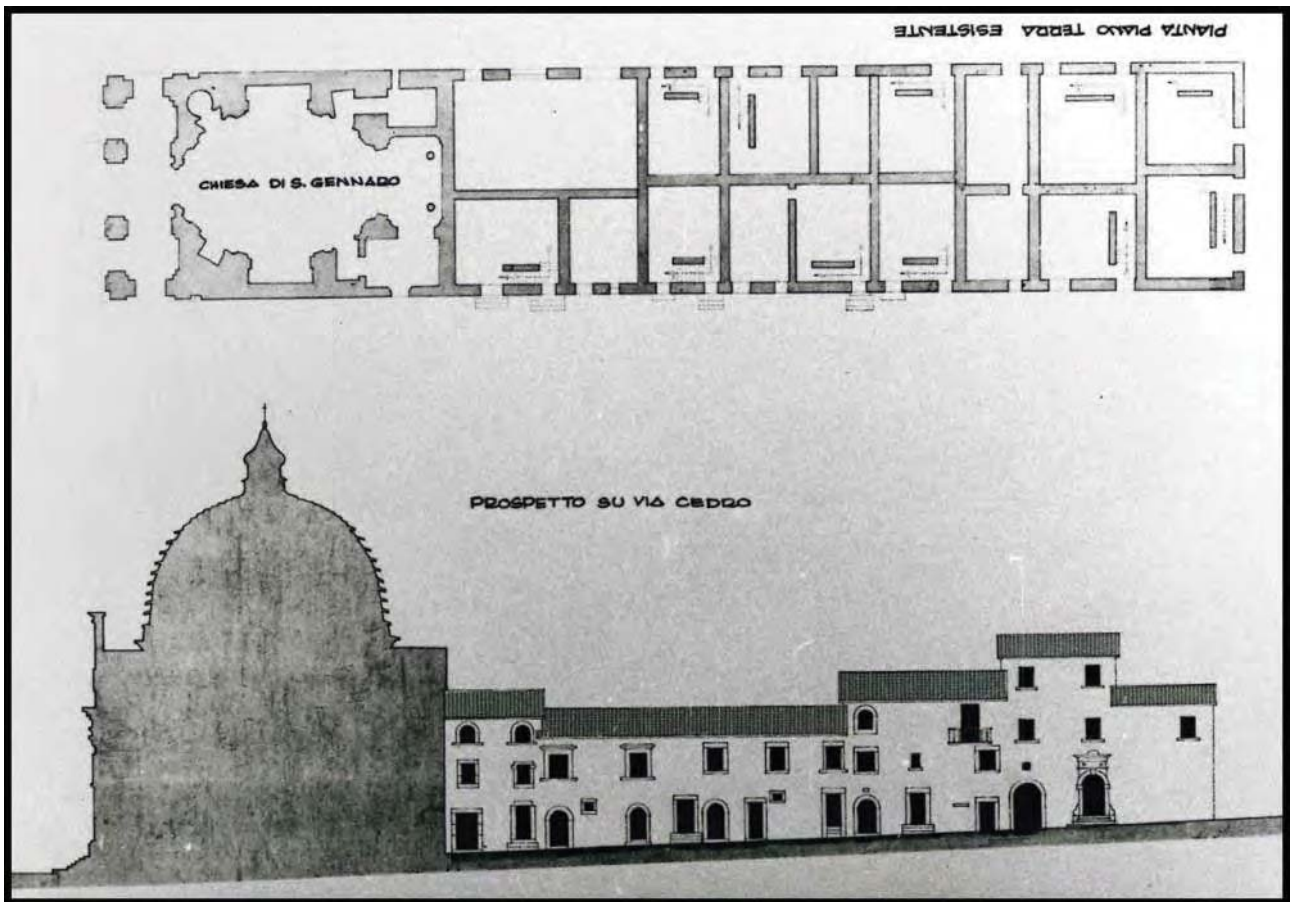 PIANTA PIANO TERRA ESISTENTE
CHIESA DI S. GENNARO
PROSPETTO SU VIA CEDRO